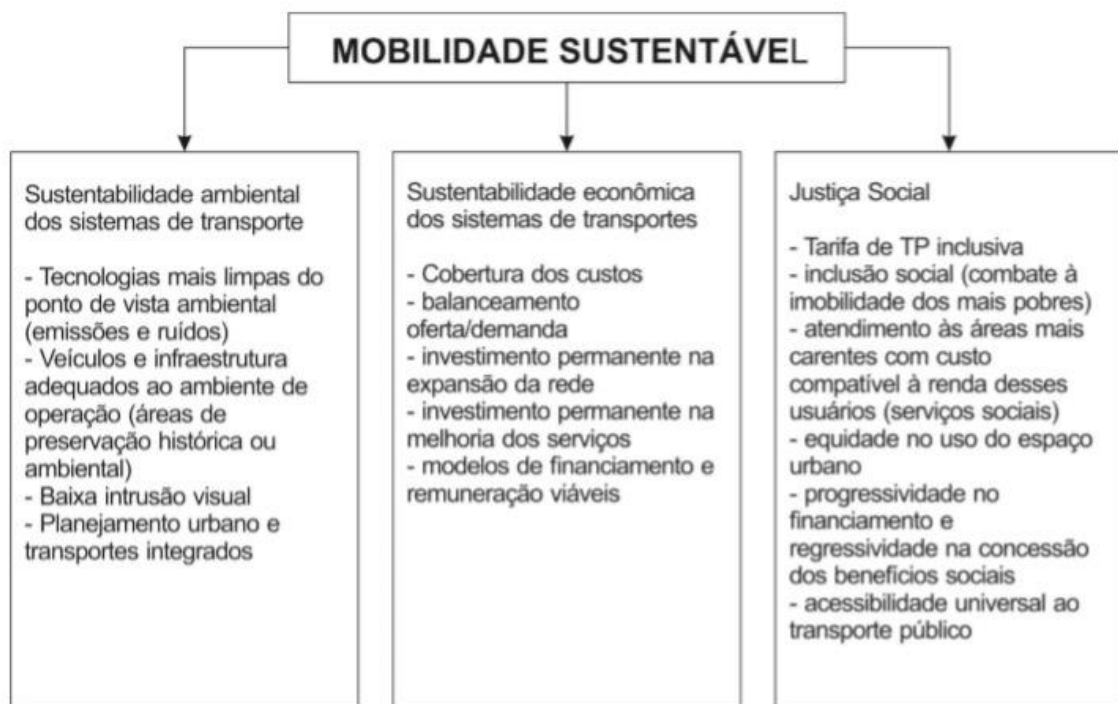 MOBILIDADE SUSTENTÁVEL
Sustentabilidade ambiental
dos sistemas de transporte
- Tecnologias mais limpas do
ponto de vista ambiental
(emissões e ruídos)
- Veículos e infraestrutura
adequados ao ambiente de
operação (áreas de
preservação histórica ou
ambiental)
- Baixa intrusão visual
- Planejamento urbano e
transportes integrados
Sustentabilidade econômica
dos sistemas de transportes
- Cobertura dos custos
- balanceamento
oferta/demanda
- investimento permanente na
expansão da rede
- investimento permanente na
melhoria dos serviços
- modelos de financiamento e
remuneração viáveis
Justiça Social
- Tarifa de TP inclusiva
- inclusão social (combate à
imobilidade dos mais pobres)
- atendimento às áreas mais
carentes com custo
compatível à renda desses
usuários (serviços sociais)
- equidade no uso do espaço
urbano
- progressividade no
financiamento e
regressividade na concessão
dos benefícios sociais
- acessibilidade universal ao
transporte público